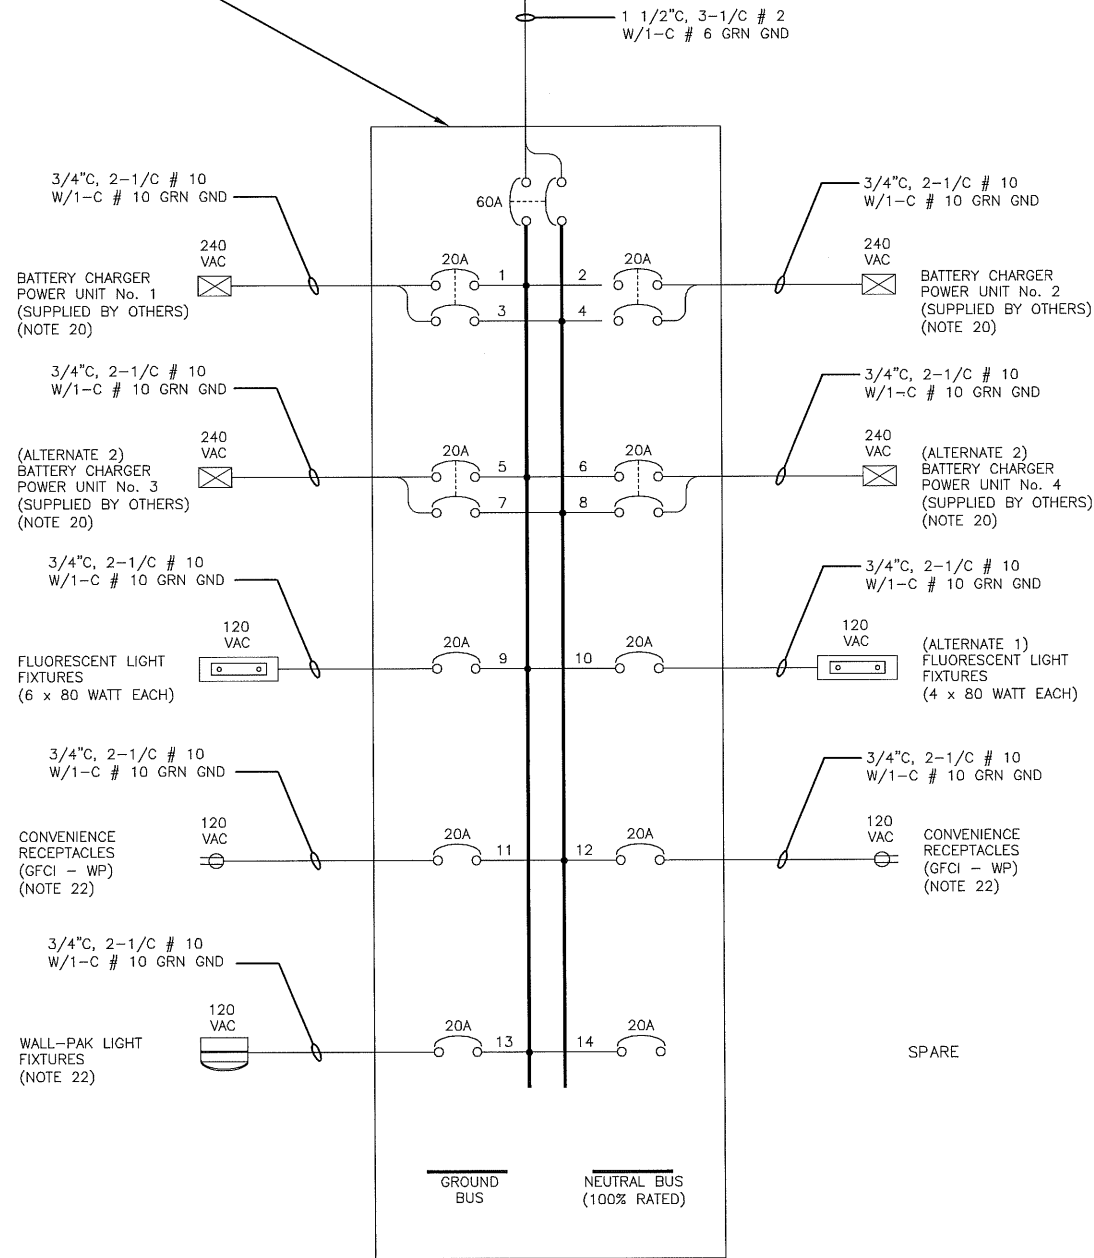 1 1/2"C, 3-1/C # 2
W/1-C # 6 GRN GND
3/4"C, 2-1/C # 10
W/1-C # 10 GRN GND
3/4"C, 2-1/C # 10
W/1-C # 10 GRN GND
60A
240
VAC
BATTERY CHARGER
POWER UNIT No. 1
(SUPPLIED BY OTHERS)
(NOTE 20)
20A
1
3
2
4
20A
240
VAC
BATTERY CHARGER
POWER UNIT No. 2
(SUPPLIED BY OTHERS)
(NOTE 20)
3/4"C, 2-1/C # 10
W/1-C # 10 GRN GND
3/4"C, 2-1/C # 10
W/1-C # 10 GRN GND
240
VAC
(ALTERNATE 2)
BATTERY CHARGER
POWER UNIT No. 3
(SUPPLIED BY OTHERS)
(NOTE 20)
20A
5
7
6
8
20A
240
VAC
(ALTERNATE 2)
BATTERY CHARGER
POWER UNIT No. 4
(SUPPLIED BY OTHERS)
(NOTE 20)
3/4"C, 2-1/C # 10
W/1-C # 10 GRN GND
3/4"C, 2-1/C # 10
W/1-C # 10 GRN GND
120
VAC
FLUORESCENT LIGHT
FIXTURES
(6 x 80 WATT EACH)
20A
9
10
20A
120
VAC
(ALTERNATE 1)
FLUORESCENT LIGHT
FIXTURES
(4 x 80 WATT EACH)
3/4"C, 2-1/C # 10
W/1-C # 10 GRN GND
3/4"C, 2-1/C # 10
W/1-C # 10 GRN GND
120
VAC
CONVENIENCE
RECEPTACLES
(GFCI - WP)
(NOTE 22)
20A
11
12
20A
120
VAC
CONVENIENCE
RECEPTACLES
(GFCI - WP)
(NOTE 22)
3/4"C, 2-1/C # 10
W/1-C # 10 GRN GND
120
VAC
WALL-PAK LIGHT
FIXTURES
(NOTE 22)
20A
13
14
20A
SPARE
GROUND
BUS
NEUTRAL BUS
(100% RATED)